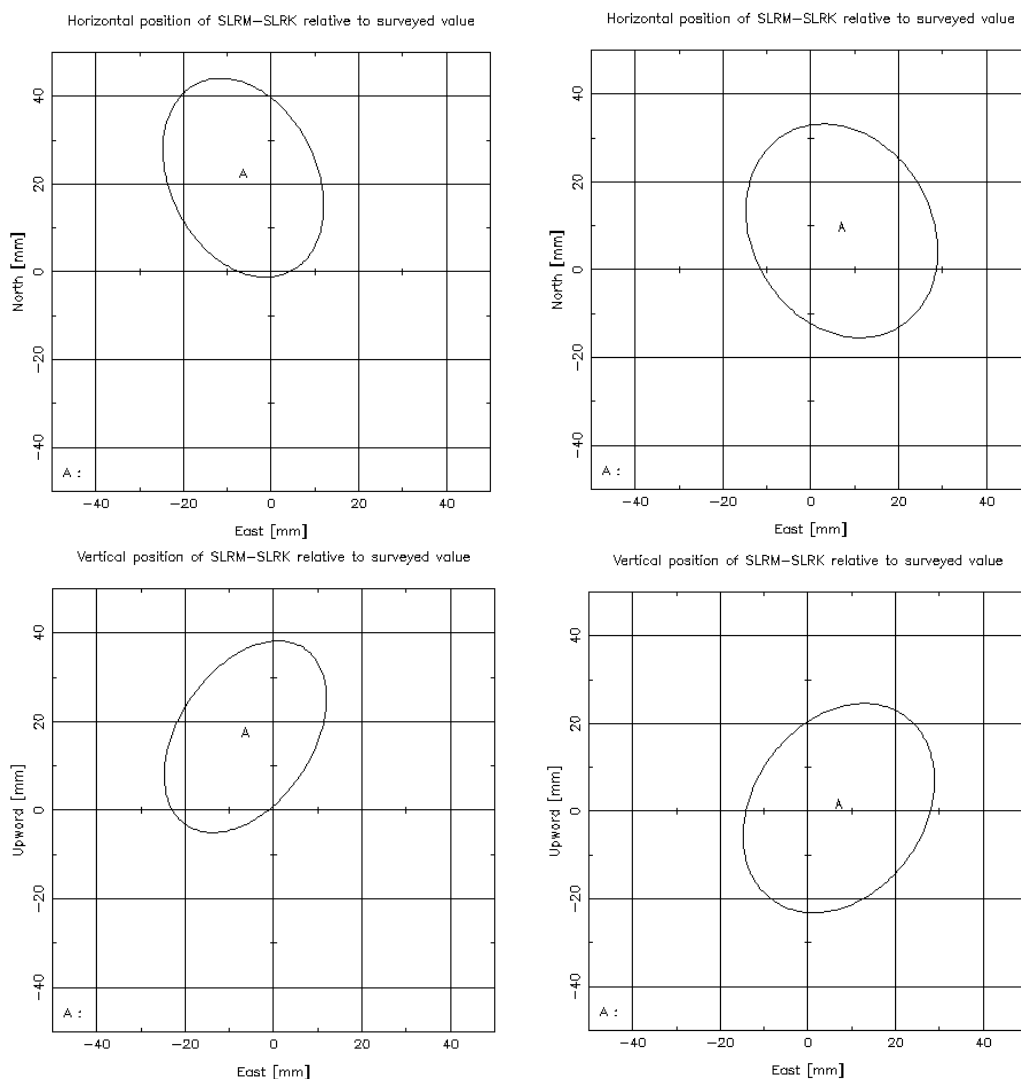 Horizontal position of SLRM-SLRK relative to surveyed value
40
20
0
-20
-40
North [mm]
A
A :
-40 -20 0 20 40
East [mm]
Horizontal position of SLRM-SLRK relative to surveyed value
40
20
0
-20
-40
North [mm]
A
A :
-40 -20 0 20 40
East [mm]
Vertical position of SLRM-SLRK relative to surveyed value
40
20
0
-20
-40
Upword [mm]
A
A :
-40 -20 0 20 40
East [mm]
Vertical position of SLRM-SLRK relative to surveyed value
40
20
0
-20
-40
Upword [mm]
A
A :
-40 -20 0 20 40
East [mm]